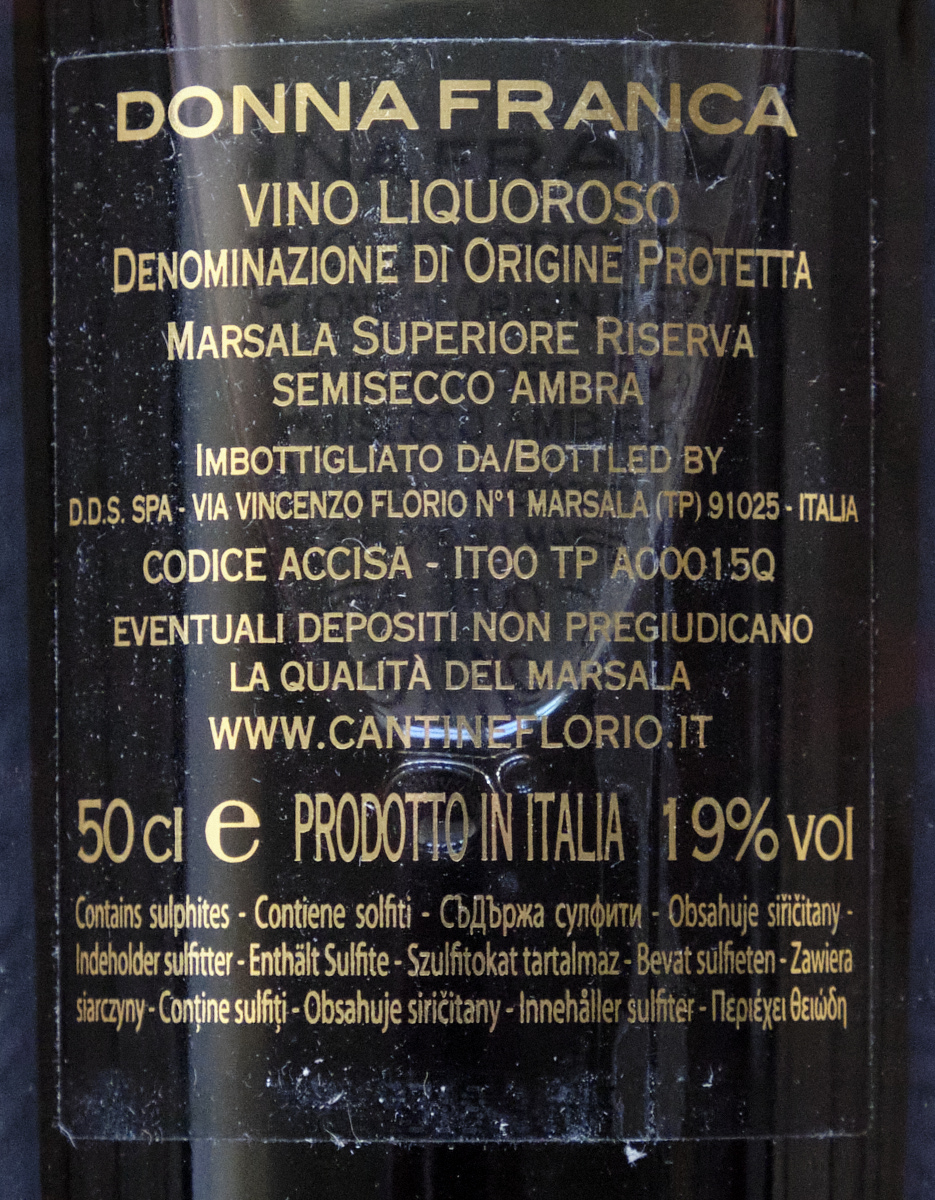 DONNA FRANCA
VINO LIQUOROSO
DENOMINAZIONE DI ORIGINE PROTETTA
MARSALA SUPERIORE RISERVA
SEMISECCO AMBRA
IMBOTTIGLIATO DA/BOTTLED BY
D.D.S. SPA - VIA VINCENZO FLORIO N°1 MARSALA (TP) 91025 - ITALIA
CODICE ACCISA - IT00 TP A00015Q
EVENTUALI DEPOSITI NON PREGIUDICANO
LA QUALITÀ DEL MARSALA
WWW.CANTINEFLORIO.IT
50 cl e PRODOTTO IN ITALIA 19% vol
Contains sulphites - Contiene solfiti - СЪДЪржа сулфити - Obsahuje siřičitany -
Indeholder sulfitter - Enthält Sulfite - Szulfitokat tartalmaz - Bevat sulfieten - Zawiera
siarczyny - Conține sulfiți - Obsahuje siričitany - Innehåller sulfiter - Περιέχει θειώδη